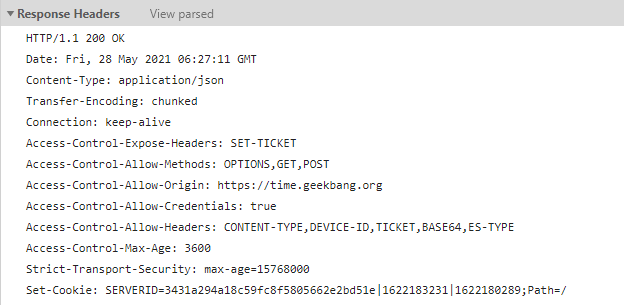 Response Headers View parsed
HTTP/1.1 200 OK
Date: Fri, 28 May 2021 06:27:11 GMT
Content-Type: application/json
Transfer-Encoding: chunked
Connection: keep-alive
Access-Control-Expose-Headers: SET-TICKET
Access-Control-Allow-Methods: OPTIONS,GET,POST
Access-Control-Allow-Origin: https://time.geekbang.org
Access-Control-Allow-Credentials: true
Access-Control-Allow-Headers: CONTENT-TYPE,DEVICE-ID,TICKET,BASE64,ES-TYPE
Access-Control-Max-Age: 3600
Strict-Transport-Security: max-age=15768000
Set-Cookie: SERVERID=3431a294a18c59fc8f5805662e2bd51e|1622183231|1622180289;Path=/